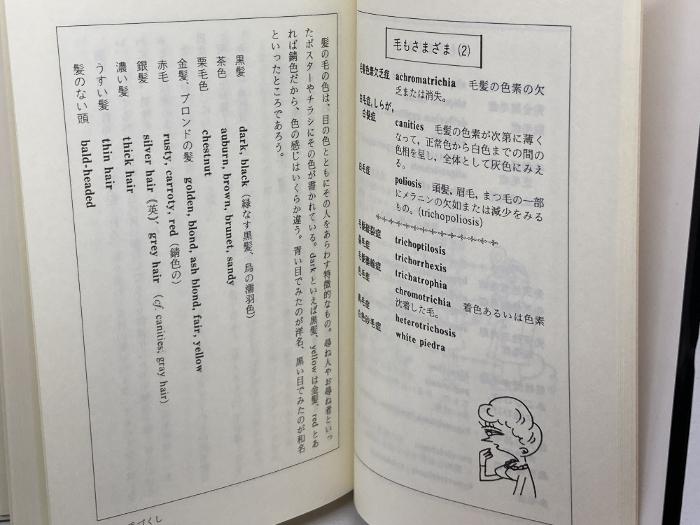 毛もさまざま (2)
毛髪色素欠乏症 achromatrichia 毛髪の色素の欠
乏または消失。
白毛症, しらが,
白髪症 canities 毛髪の色素が次第に薄く
なって, 正常色から白色までの間の
色相を呈し, 全体として灰色にみえ
る。
白毛症 poliosis 頭髪, 眉毛, まつ毛の一部
にメラニンの欠如または減少をみる
もの。(trichopoliosis)
trichoptilosis
裂毛症 trichorrhexis
毛髪萎縮症 trichatrophia
色毛症 chromotrichia 着色あるいは色素
沈着した毛。
異毛症 heterotrichosis
白色砂毛症 white piedra
髪の毛の色は、目の色とともにその人をあらわす特徴的なもの。尋ね人やお尋ね者といっ
たポスターやチラシにその色が書かれている。dark といえば黒髪、yellow は金髪、red とあ
れば錆色だから、色の感じはいくらか違う。青い目でみたのが洋名、黒い目でみたのが和名
といったところであろう。
黒髪 dark, black (緑なす黒髪、烏の濡羽色)
茶色 auburn, brown, brunet, sandy
栗毛色 chestnut
金髪、ブロンドの髪 golden, blond, ash blond, fair, yellow
赤毛 rusty, carroty, red (錆色の)
銀髪 silver hair (英)、grey hair (cf. canities, gray hair)
濃い髪 thick hair
うすい髪 thin hair
髪のない頭 bald-headed
づくし